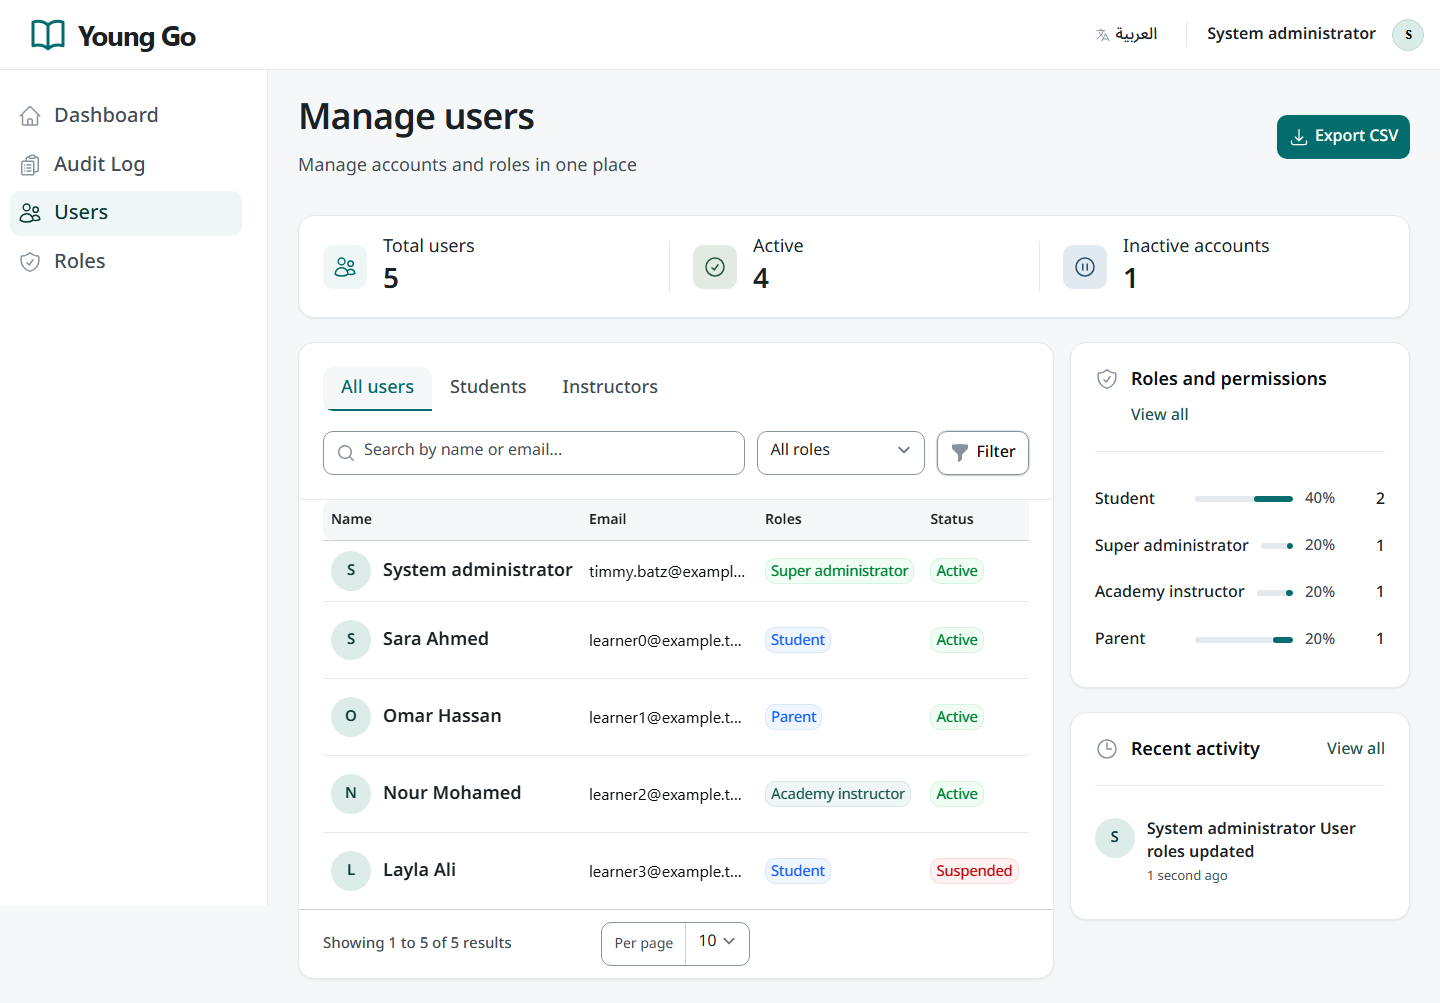 Young Go
العربية
System administrator
S
Dashboard
Audit Log
Users
Roles
Manage users
Manage accounts and roles in one place
Export CSV
Total users
5
Active
4
Inactive accounts
1
All users
Students
Instructors
Search by name or email...
All roles
Filter
Name Email Roles Status
S System administrator timmy.batz@exampl... Super administrator Active
S Sara Ahmed learner0@example.t... Student Active
O Omar Hassan learner1@example.t... Parent Active
N Nour Mohamed learner2@example.t... Academy instructor Active
L Layla Ali learner3@example.t... Student Suspended
Showing 1 to 5 of 5 results
Per page 10
Roles and permissions
View all
Student 40% 2
Super administrator 20% 1
Academy instructor 20% 1
Parent 20% 1
Recent activity
View all
S
System administrator User
roles updated
1 second ago